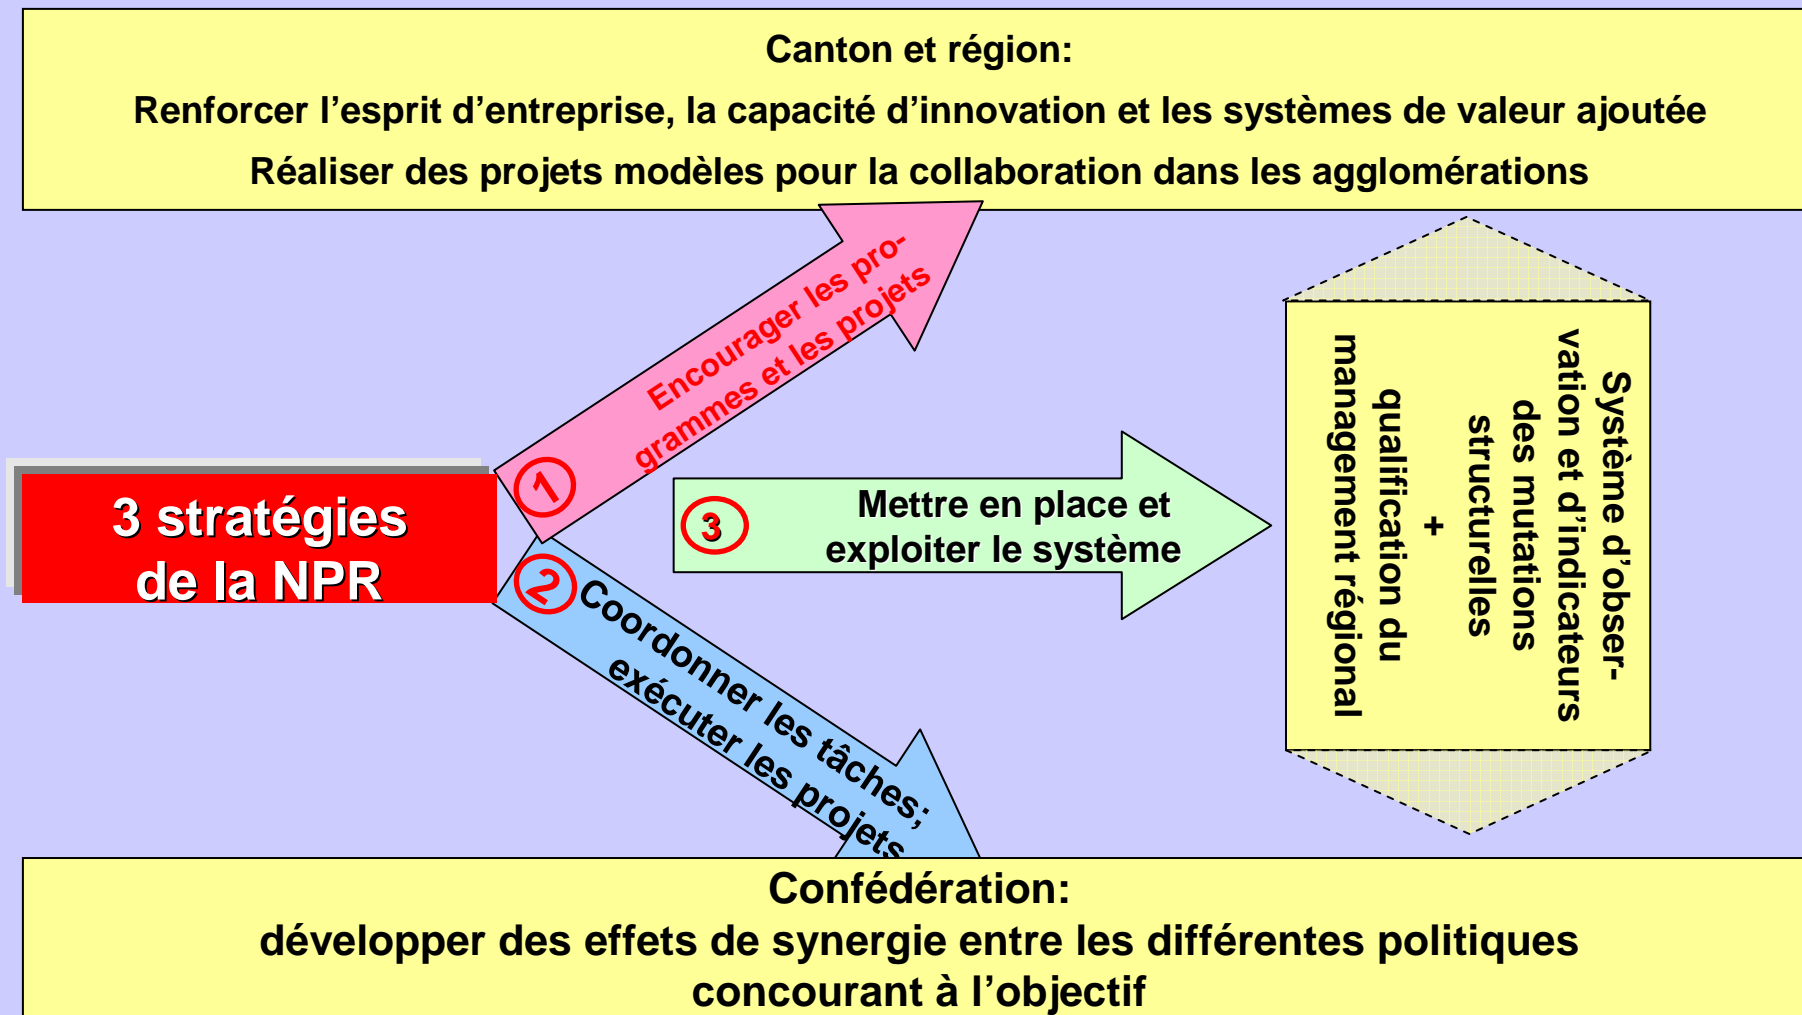 Canton et région:
Renforcer l’esprit d’entreprise, la capacité d’innovation et les systèmes de valeur ajoutée
Réaliser des projets modèles pour la collaboration dans les agglomérations
Encourager les pro-
grammes et les projets
1
3 stratégies
de la NPR
3
Mettre en place et
exploiter le système
2
Coordonner les tâches;
exécuter les projets
Système d’obser-
vation et d’indicateurs
des mutations
structurelles
+
qualification du
management régional
Confédération:
développer des effets de synergie entre les différentes politiques
concourant à l’objectif